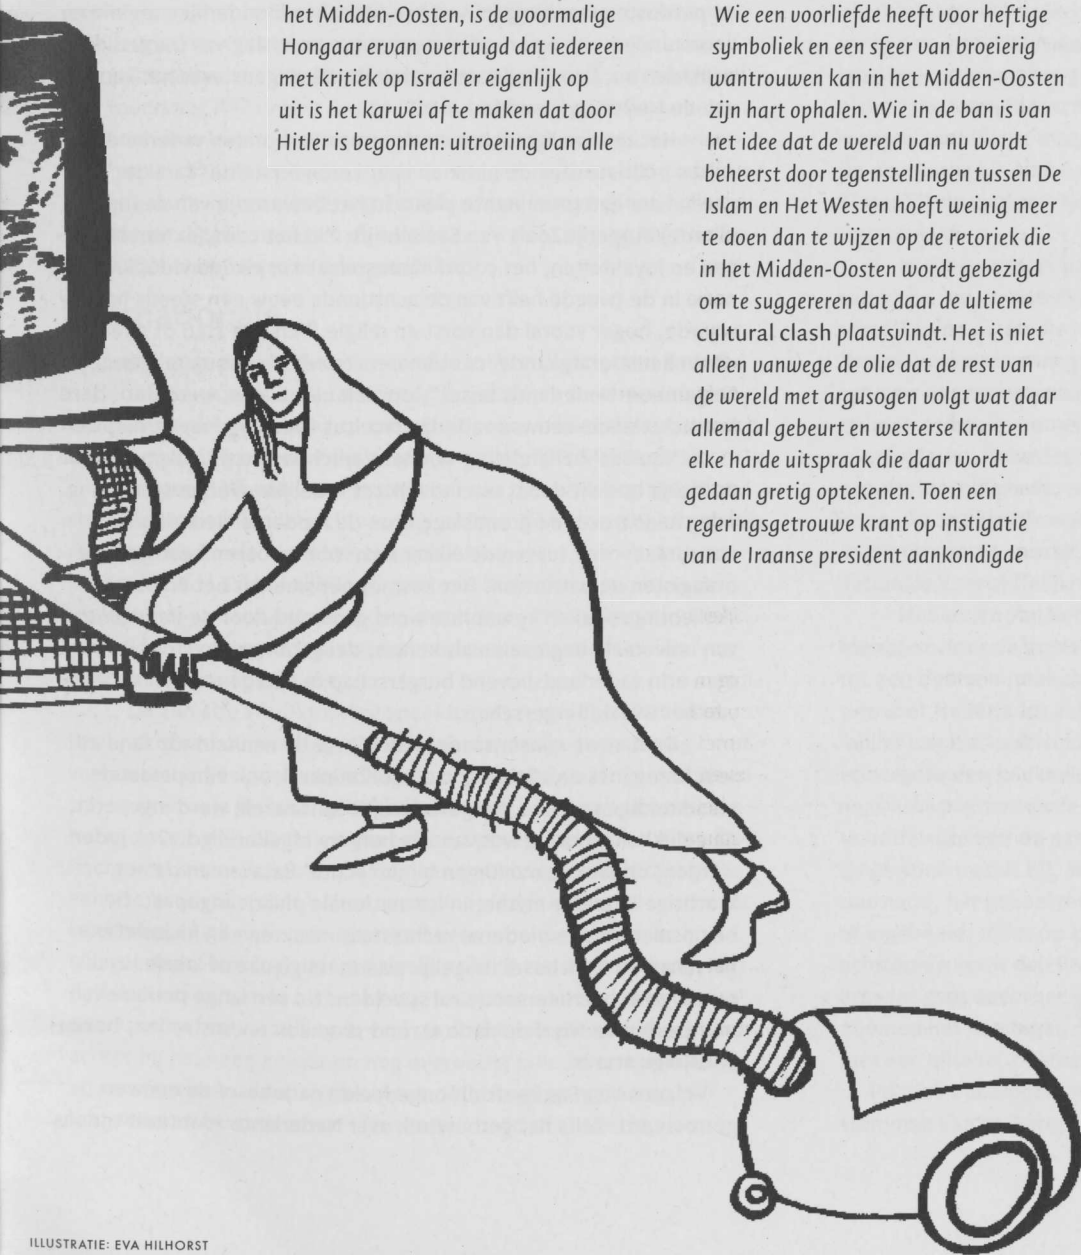 het Midden-Oosten, is de voormalige
Hongaar ervan overtuigd dat iedereen
met kritiek op Israël er eigenlijk op
uit is het karwei af te maken dat door
Hitler is begonnen: uitroeiing van alle
Wie een voorliefde heeft voor heftige
symboliek en een sfeer van broeierig
wantrouwen kan in het Midden-Oosten
zijn hart ophalen. Wie in de ban is van
het idee dat de wereld van nu wordt
beheerst door tegenstellingen tussen De
Islam en Het Westen hoeft weinig meer
te doen dan te wijzen op de retoriek die
in het Midden-Oosten wordt gebezigd
om te suggereren dat daar de ultieme
cultural clash plaatsvindt. Het is niet
alleen vanwege de olie dat de rest van
de wereld met argusogen volgt wat daar
allemaal gebeurt en westerse kranten
elke harde uitspraak die daar wordt
gedaan gretig optekenen. Toen een
regeringsgetrouwe krant op instigatie
van de Iraanse president aankondigde
ILLUSTRATIE: EVA HILHORST